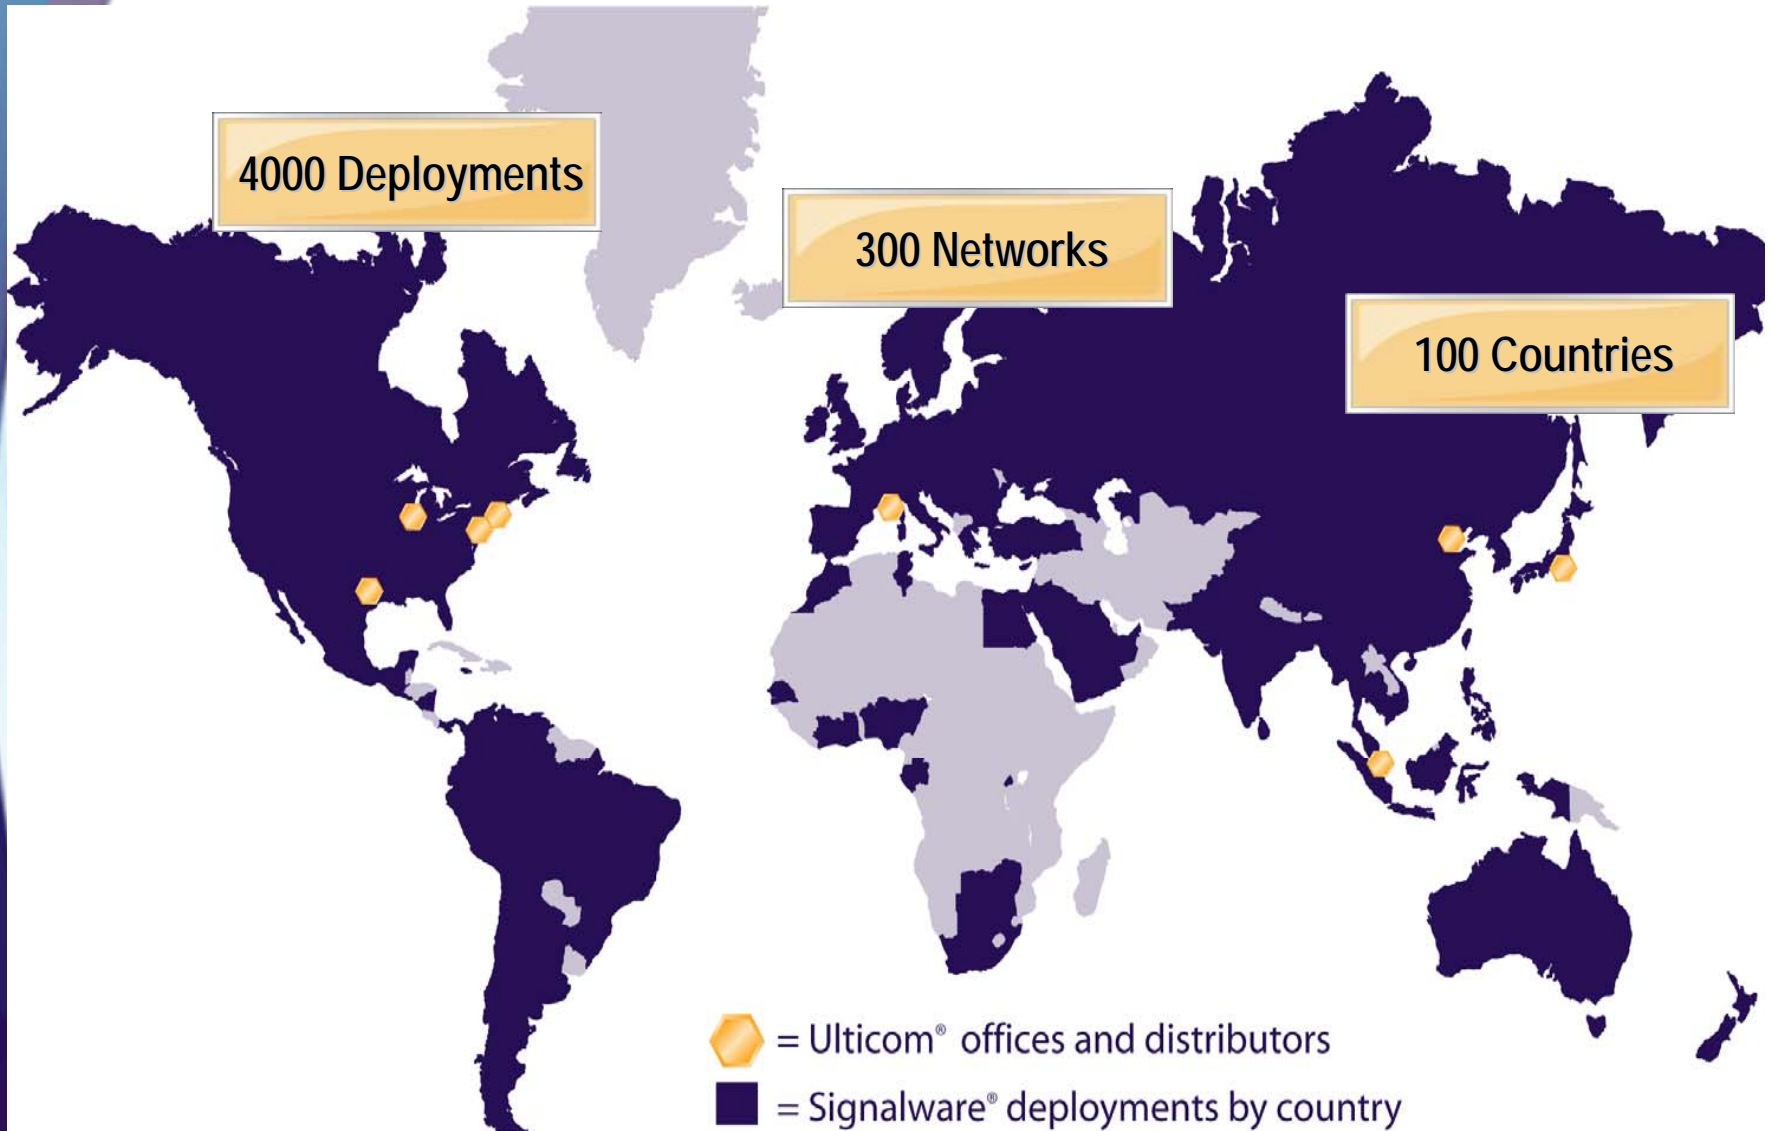 4000 Deployments
300 Networks
100 Countries
= Ulticom® offices and distributors
= Signalware® deployments by country